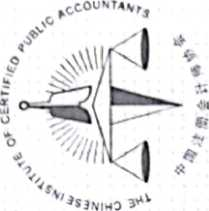 THE CHINESE INSTITUTE OF CERTIFIED PUBLIC ACCOUNTANTS
中国注册会计师协会